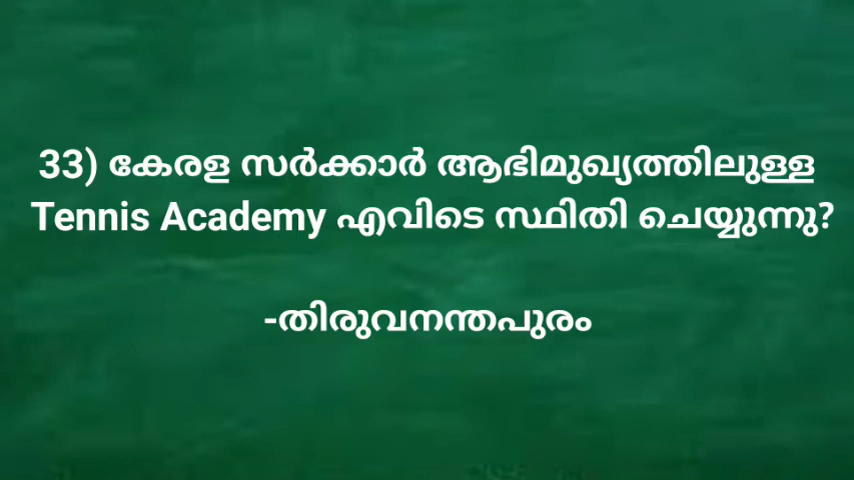 33) കേരള സർക്കാർ ആഭിമുഖ്യത്തിലുള്ള
Tennis Academy എവിടെ സ്ഥിതി ചെയ്യുന്നു?
-തിരുവനന്തപുരം